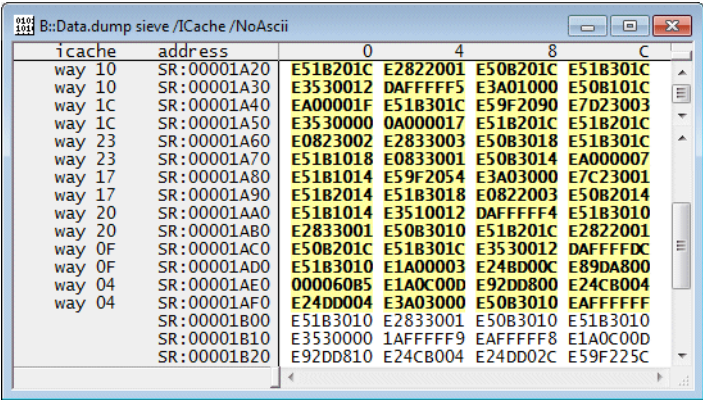 B::Data.dump sieve /ICache /NoAscii
icache address 0 4 8 C
way 10 SR:00001A20 E51B201C E2822001 E50B201C E51B301C
way 10 SR:00001A30 E3530012 DAFFFFF5 E3A01000 E50B101C
way 1C SR:00001A40 EA00001F E51B301C E59F2090 E7D23003
way 1C SR:00001A50 E3530000 0A000017 E51B201C E51B201C
way 23 SR:00001A60 E0823002 E2833003 E50B3018 E51B301C
way 23 SR:00001A70 E51B1018 E0833001 E50B3014 EA000007
way 17 SR:00001A80 E51B1014 E59F2054 E3A03000 E7C23001
way 17 SR:00001A90 E51B2014 E51B3018 E0822003 E50B2014
way 20 SR:00001AA0 E51B1014 E3510012 DAFFFFF4 E51B3010
way 20 SR:00001AB0 E2833001 E50B3010 E51B201C E2822001
way 0F SR:00001AC0 E50B201C E51B301C E3530012 DAFFFFDC
way 0F SR:00001AD0 E51B3010 E1A00003 E24BD00C E89DA800
way 04 SR:00001AE0 000060B5 E1A0C00D E92DD800 E24CB004
way 04 SR:00001AF0 E24DD004 E3A03000 E50B3010 EAFFFFFF
SR:00001B00 E51B3010 E2833001 E50B3010 E51B3010
SR:00001B10 E3530000 1AFFFFF9 EAFFFFF8 E1A0C00D
SR:00001B20 E92DD810 E24CB004 E24DD02C E59F225C